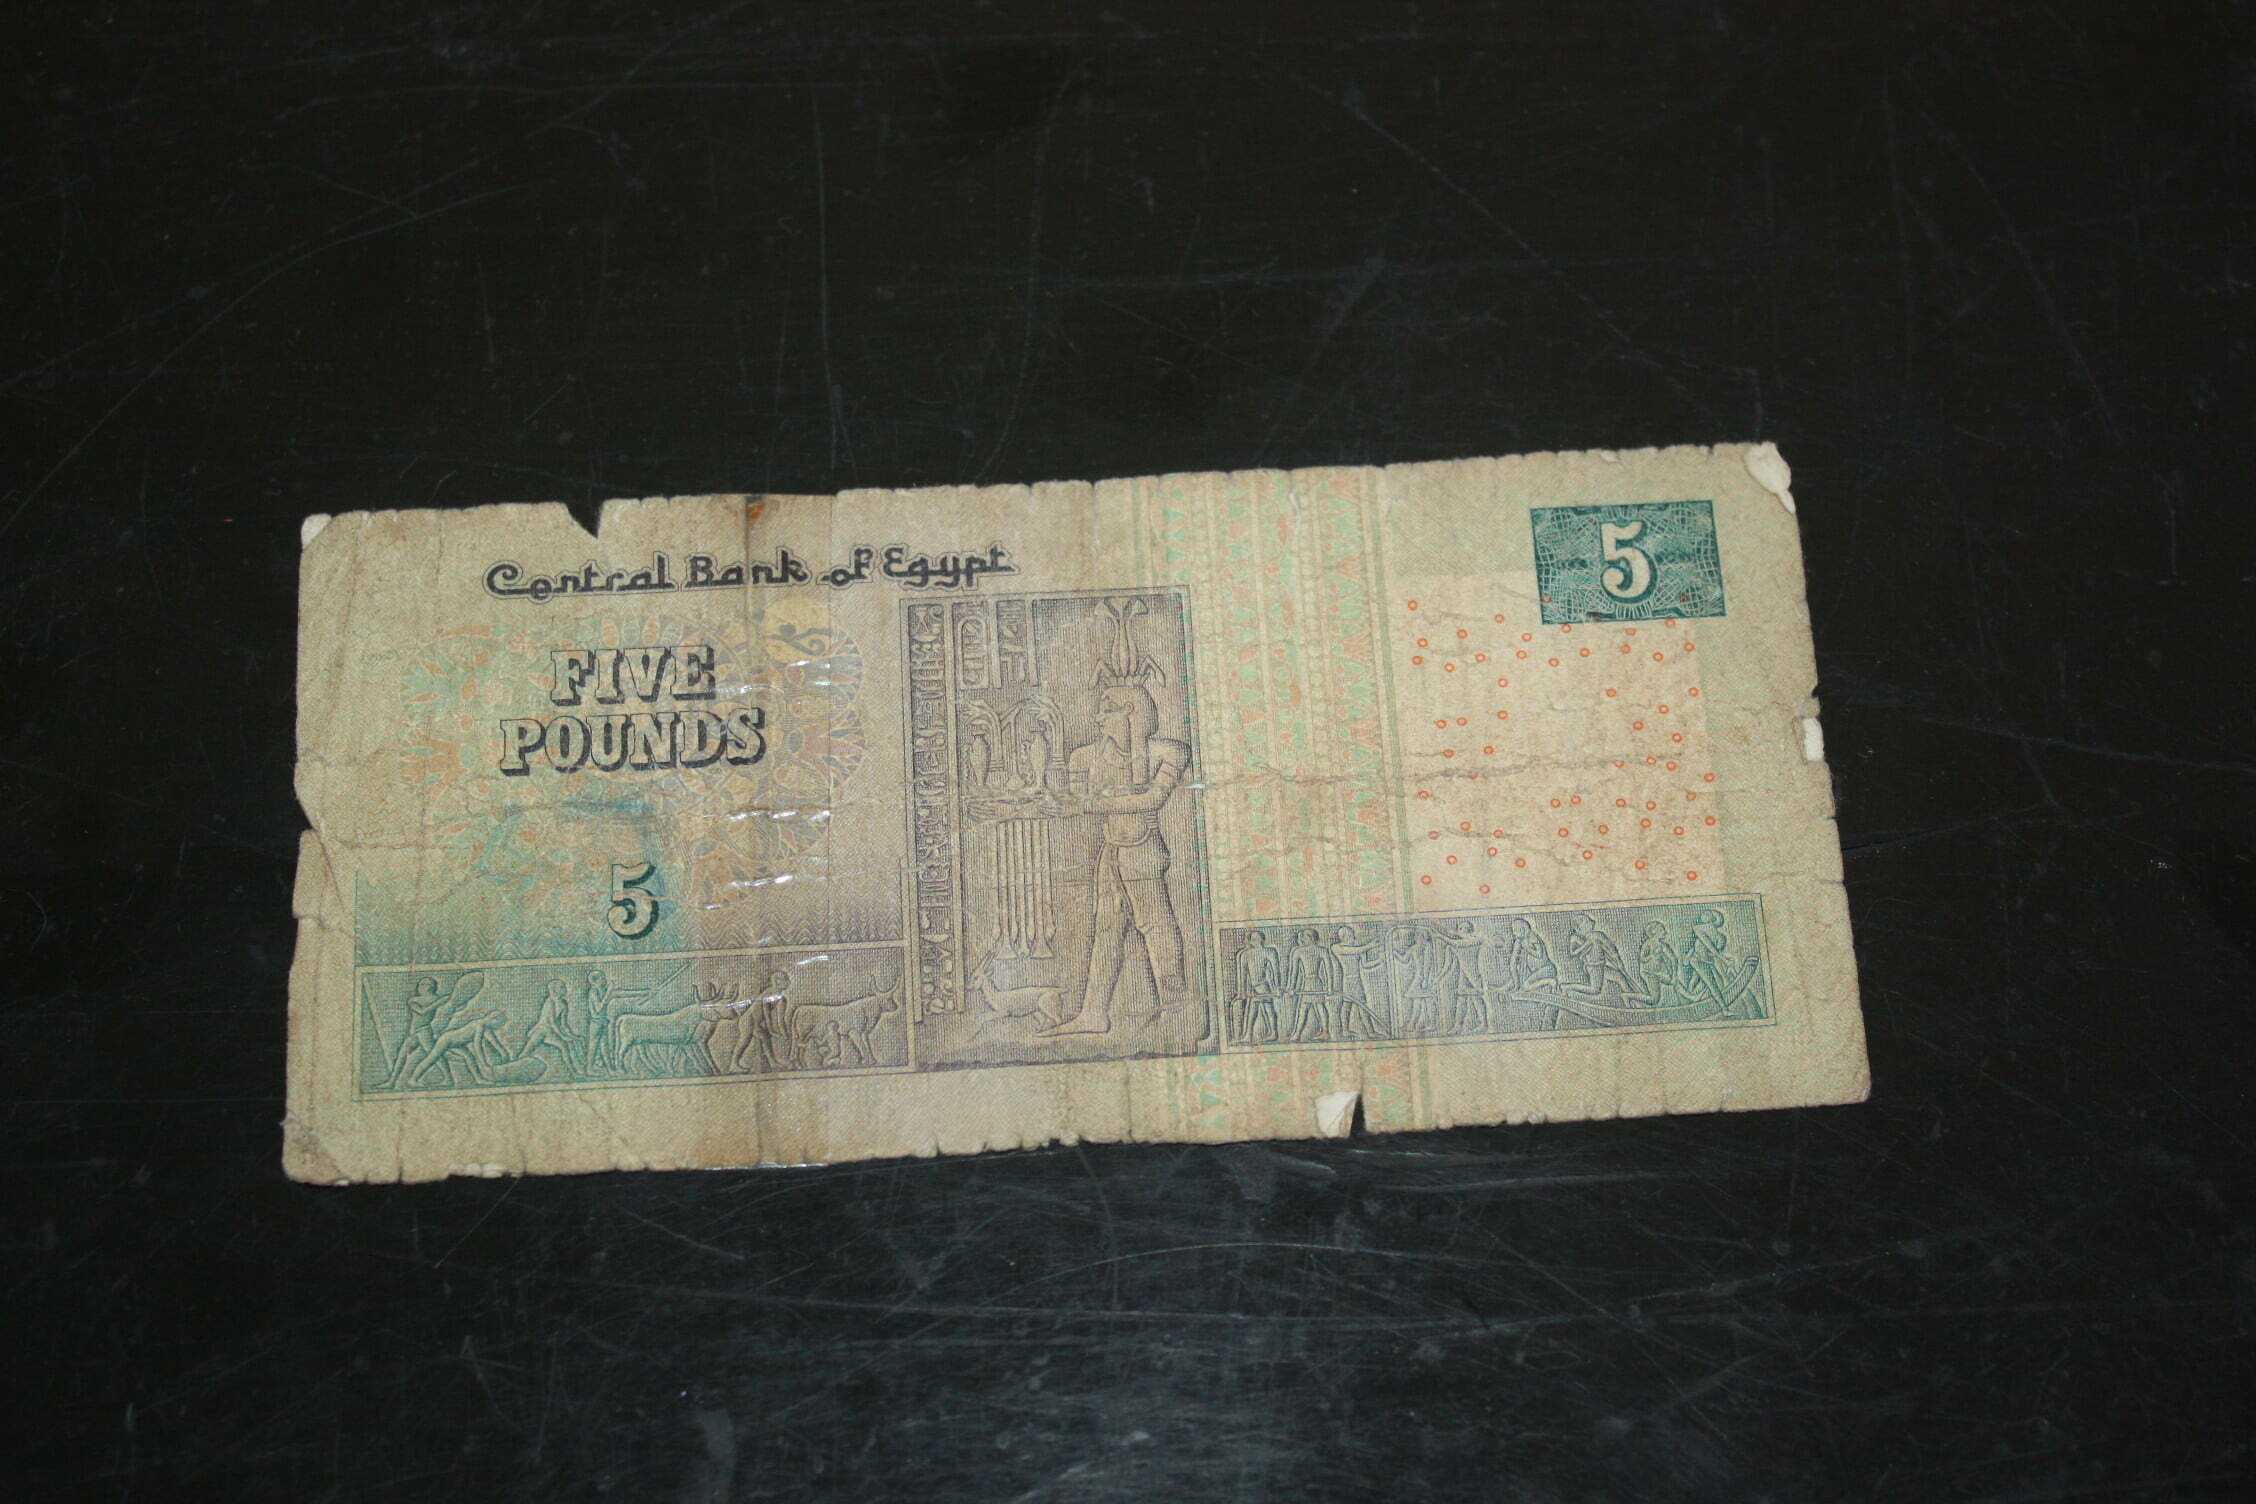 Central Bank of Egypt
5
FIVE
POUNDS
5